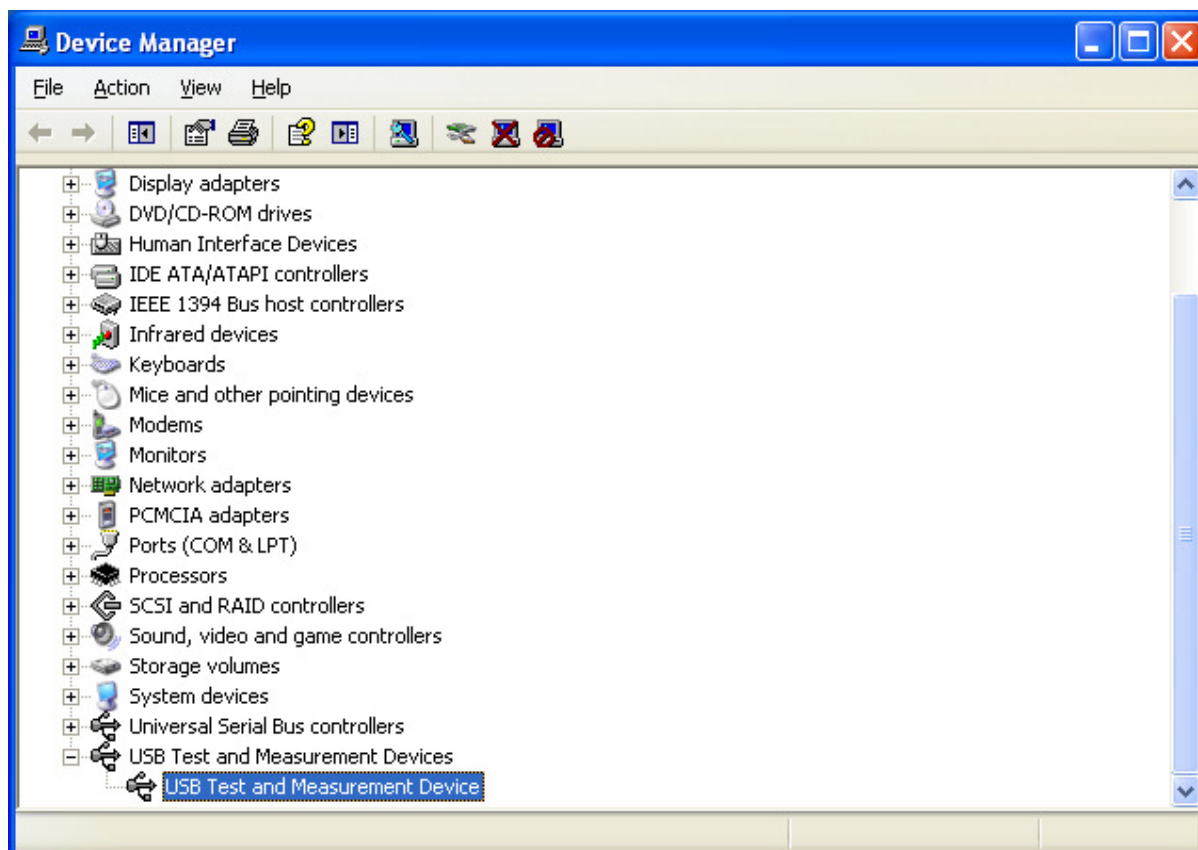 Device Manager
File Action View Help
Display adapters
DVD/CD-ROM drives
Human Interface Devices
IDE ATA/ATAPI controllers
IEEE 1394 Bus host controllers
Infrared devices
Keyboards
Mice and other pointing devices
Modems
Monitors
Network adapters
PCMCIA adapters
Ports (COM & LPT)
Processors
SCSI and RAID controllers
Sound, video and game controllers
Storage volumes
System devices
Universal Serial Bus controllers
USB Test and Measurement Devices
USB Test and Measurement Device